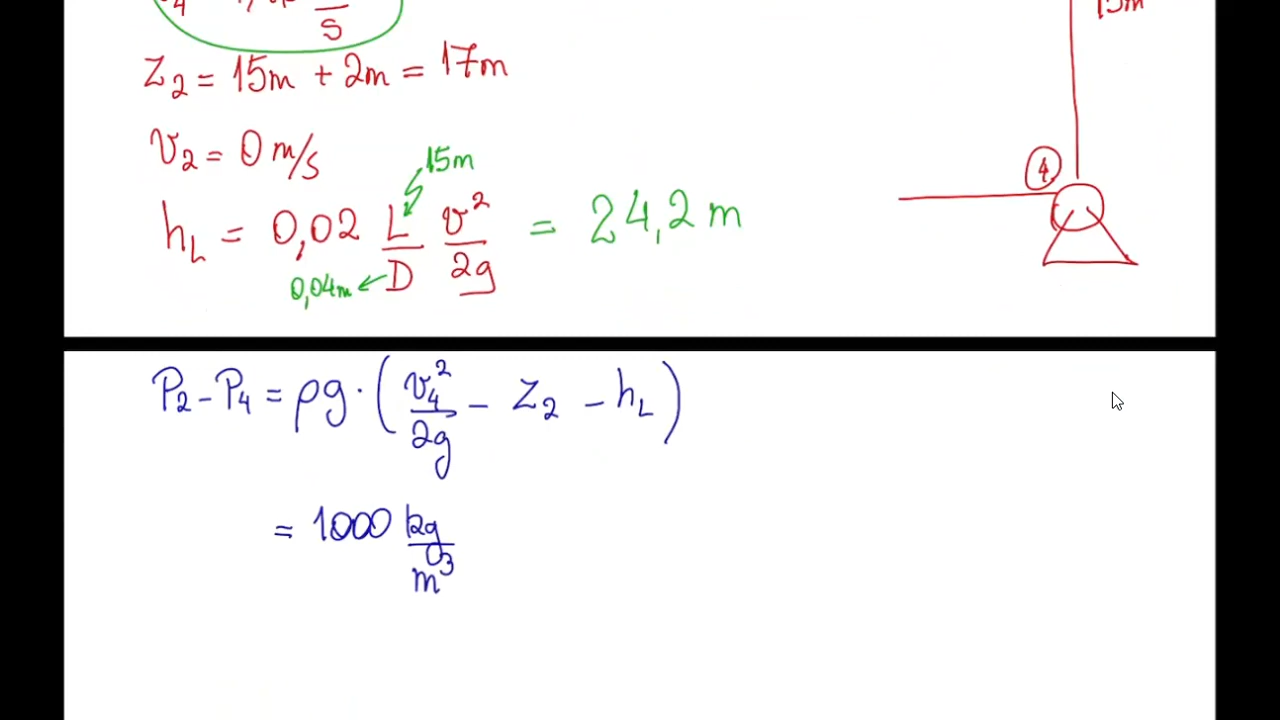 4
S
15m
Z₂ = 15m + 2m = 17m
v₂ = 0 m/s
15m
4
h_L = 0,02 L/D v²/2g = 24,2 m
0,04m
P₂ - P₄ = ρg · (v₄²/2g - Z₂ - h_L)
= 1000 kg/m³